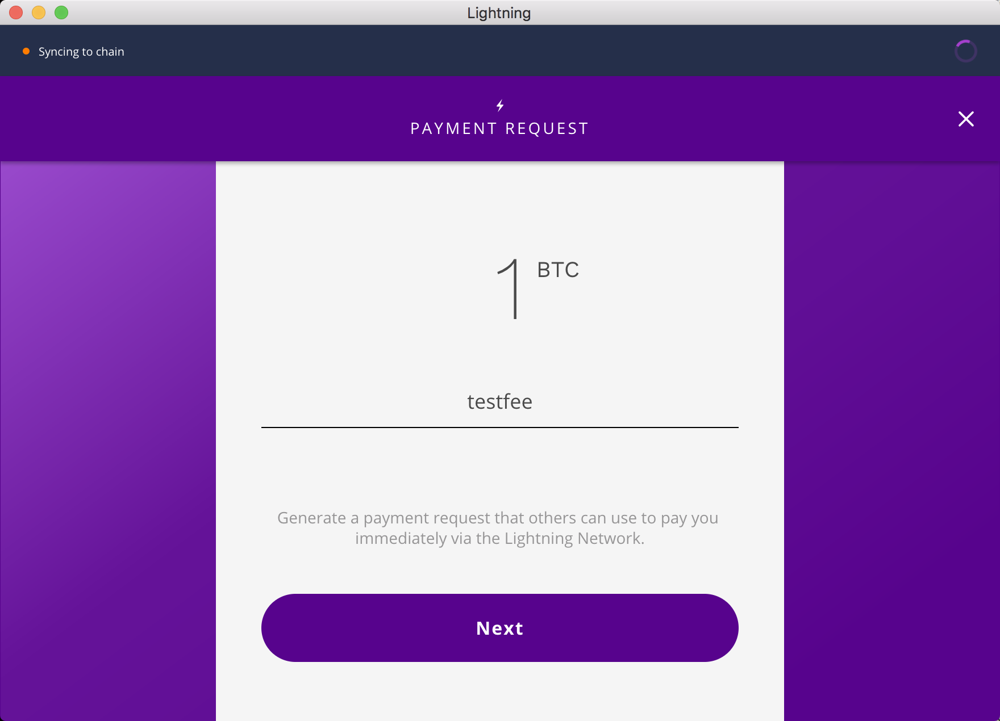 Lightning
Syncing to chain
PAYMENT REQUEST
1 BTC
testfee
Generate a payment request that others can use to pay you
immediately via the Lightning Network.
Next